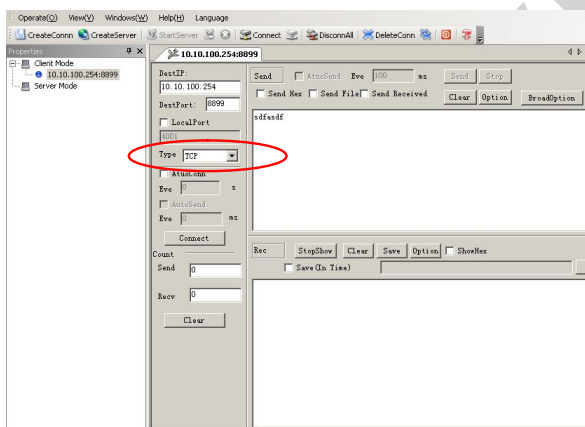 Operate(O) View(V) Windows(W) Help(H) Language
CreateConnn CreateServer StartServer Connect DisconnAll DeleteConn
Properties
Client Mode
10.10.100.254:8899
Server Mode
10.10.100.254:8899
DestIP:
10.10.100.254
DestPort: 8899
LocalPort
4001
Type TCP
AtuoConn
Eve 0 s
AutoSend
Eve 0 ms
Connect
Count
Send 0
Recv 0
Clear
Send AtuoSend Eve 100 ms Send Stop
Send Hex Send File Send Received Clear Option BroadOption
sdfasdf
Rec StopShow Clear Save Option ShowHex
Save(In Time)